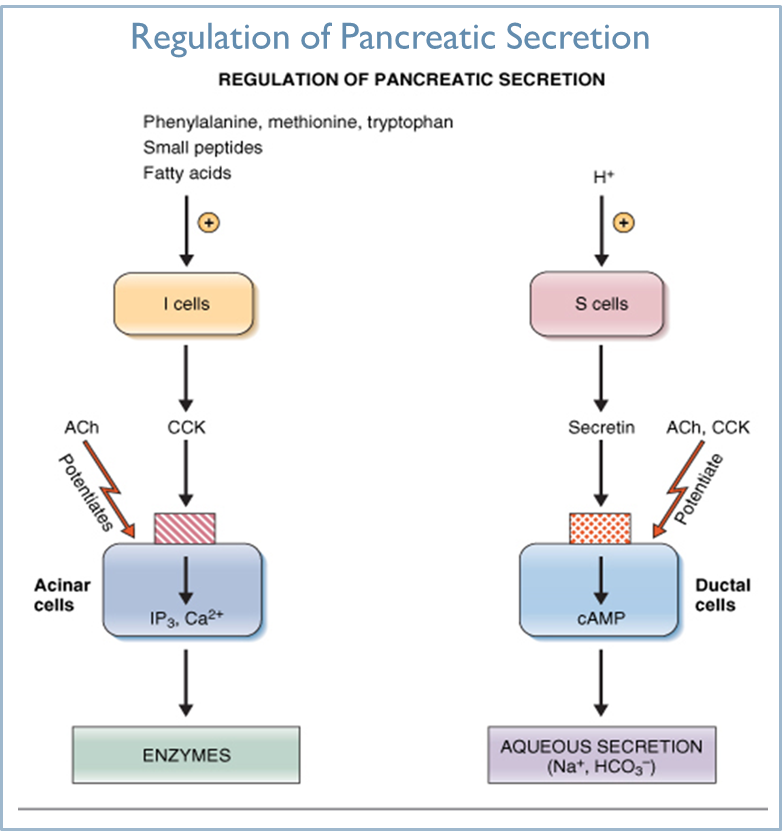 Regulation of Pancreatic Secretion
REGULATION OF PANCREATIC SECRETION
Phenylalanine, methionine, tryptophan
Small peptides
Fatty acids
H⁺
+
+
I cells
S cells
ACh
CCK
Secretin
ACh, CCK
Potentiates
Potentiate
Acinar
cells
IP₃, Ca²⁺
cAMP
Ductal
cells
ENZYMES
AQUEOUS SECRETION
(Na⁺, HCO₃⁻)